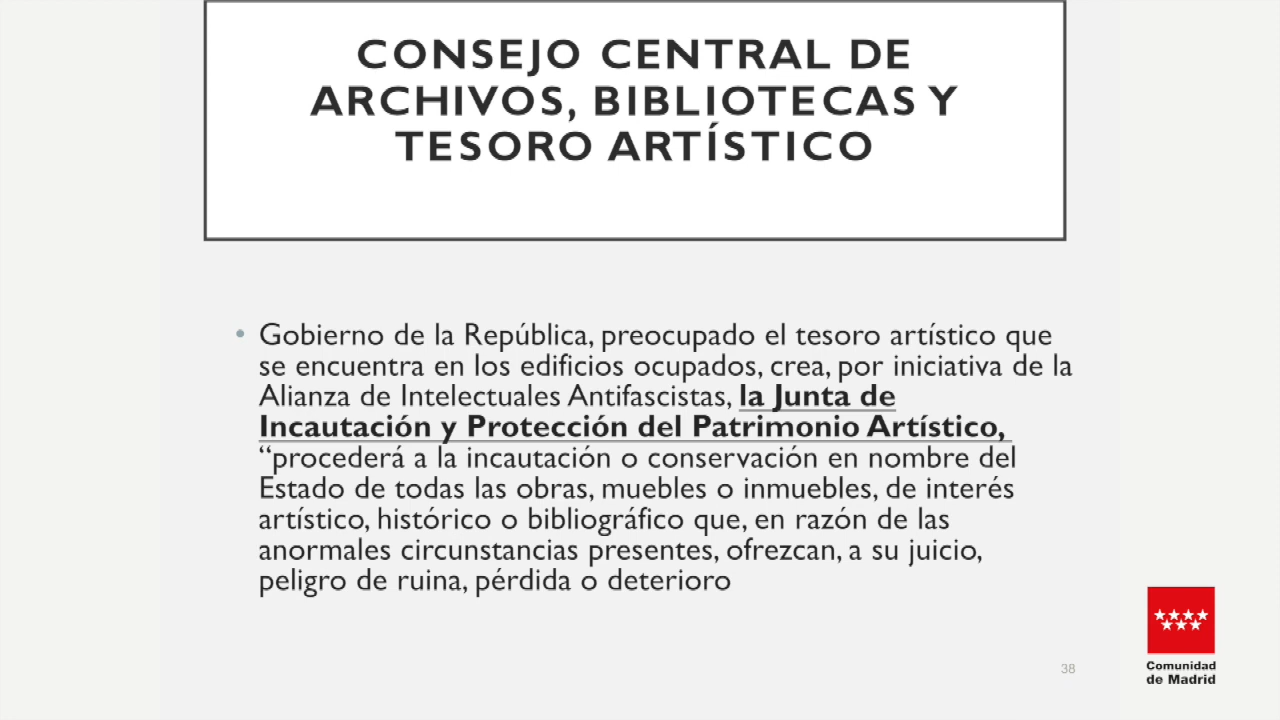 CONSEJO CENTRAL DE
ARCHIVOS, BIBLIOTECAS Y
TESORO ARTÍSTICO
• Gobierno de la República, preocupado el tesoro artístico que
se encuentra en los edificios ocupados, crea, por iniciativa de la
Alianza de Intelectuales Antifascistas, la Junta de
Incautación y Protección del Patrimonio Artístico,
“procederá a la incautación o conservación en nombre del
Estado de todas las obras, muebles o inmuebles, de interés
artístico, histórico o bibliográfico que, en razón de las
anormales circunstancias presentes, ofrezcan, a su juicio,
peligro de ruina, pérdida o deterioro
38
Comunidad
de Madrid